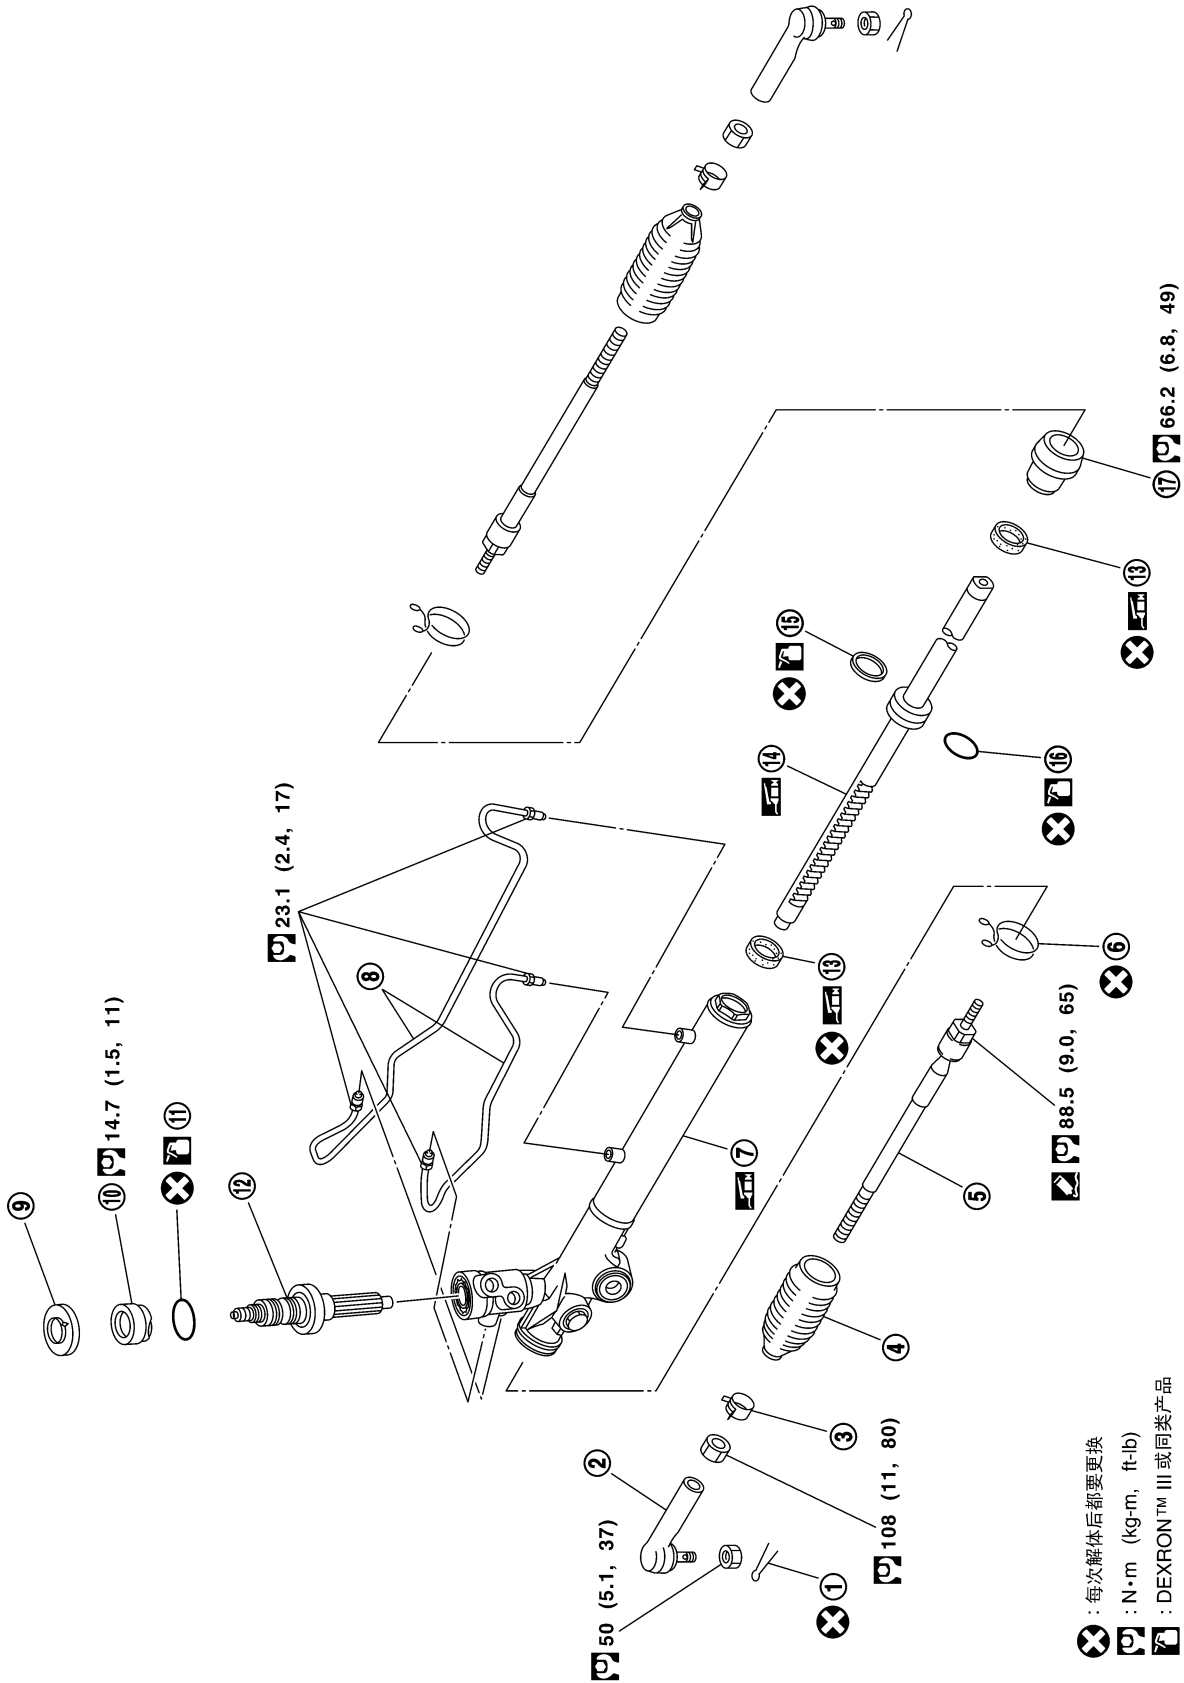 50 (5.1, 37)
1
2
108 (11, 80)
3
4
5
88.5 (9.0, 65)
6
7
8
23.1 (2.4, 17)
9
10
14.7 (1.5, 11)
11
12
13
14
15
16
13
17
66.2 (6.8, 49)
: 每次解体后都要更换
: N•m (kg-m, ft-lb)
: DEXRON™ III 或同类产品